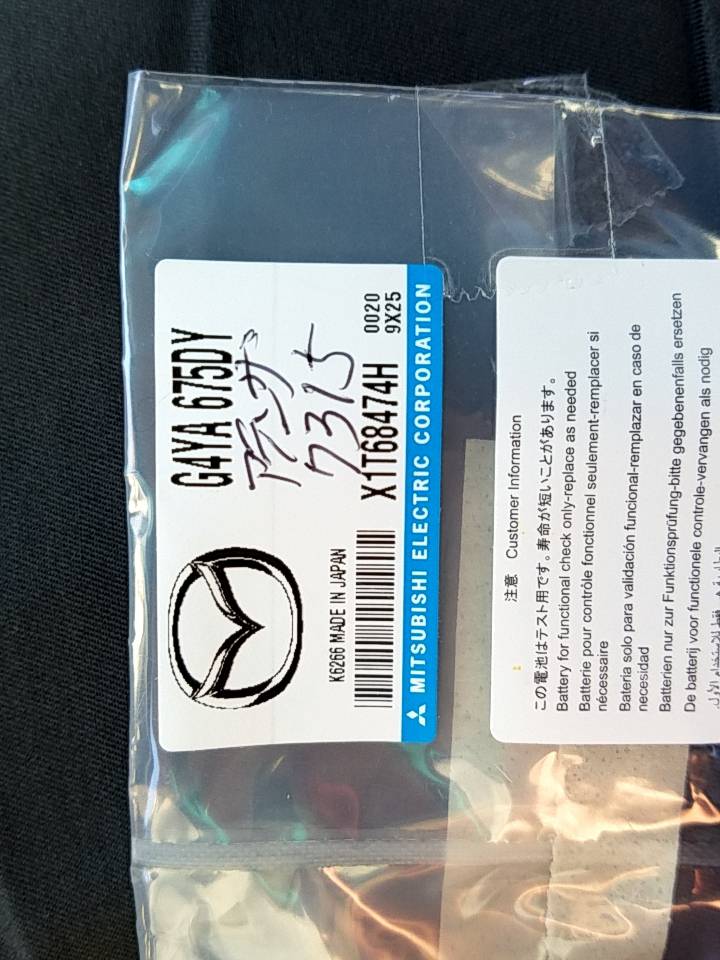 G4YA 675DY
アテンザ
7315
X1T68474H
0020
9X25
K6266 MADE IN JAPAN
MITSUBISHI ELECTRIC CORPORATION
注意 Customer Information
この電池はテスト用です。寿命が短いことがあります。
Battery for functional check only-replace as needed
Batterie pour contrôle fonctionnel seulement-remplacer si
nécessaire
Bateria solo para validación funcional-remplazar en caso de
necesidad
Batterien nur zur Funktionsprüfung-bitte gegebenenfalls ersetzen
De batterij voor functionele controle-vervangen als nodig